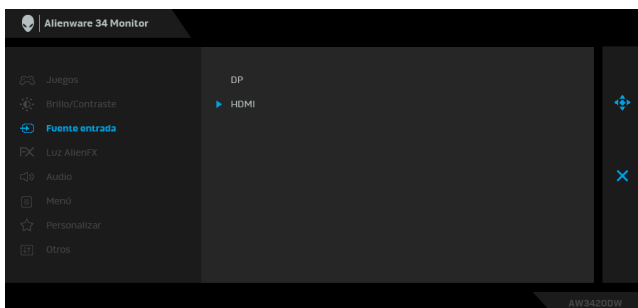 Alienware 34 Monitor
Juegos
Brillo/Contraste
Fuente entrada
Luz AlienFX
Audio
Menú
Personalizar
Otros
DP
HDMI
AW3420DW